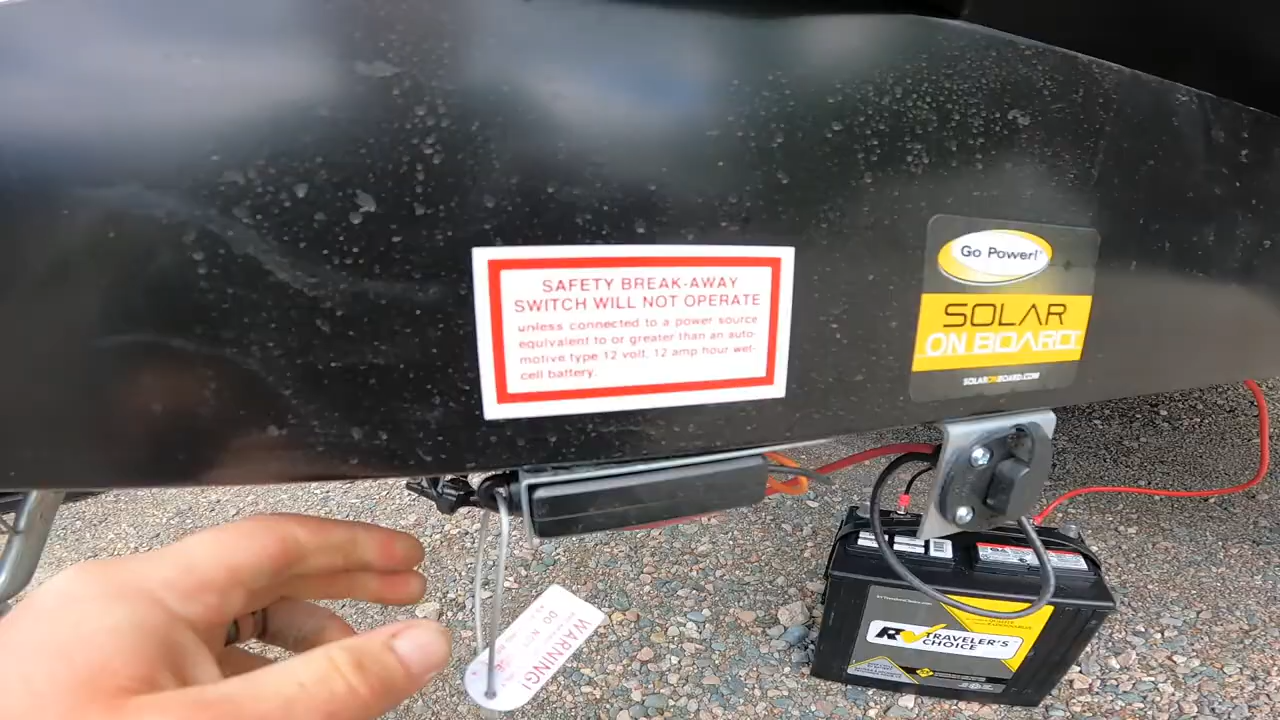 SAFETY BREAK-AWAY
SWITCH WILL NOT OPERATE
unless connected to a power source
equivalent to or greater than an auto-
motive type 12 volt, 12 amp hour wet-
cell battery.
Go Power!
SOLAR
ON BOARD
SOLARONBOARD.COM
WARNING!
DO NOT
RV TRAVELER'S
CHOICE